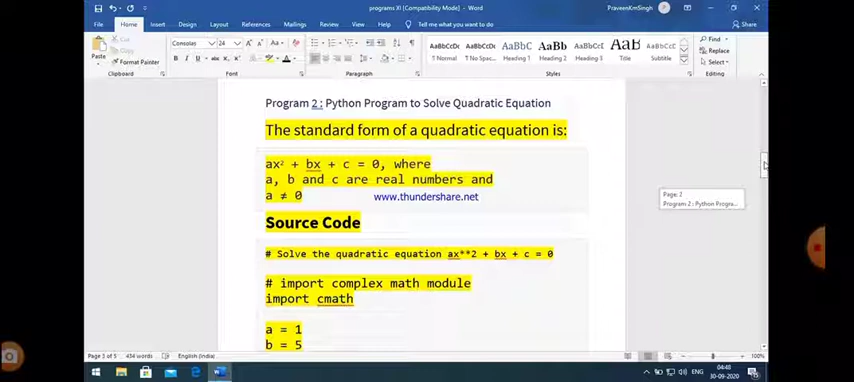 programs XI [Compatibility Mode] - Word
PraveenKmSingh
File Home Insert Design Layout References Mailings Review View Help Tell me what you want to do Share
Paste
Cut
Copy
Format Painter
Clipboard
Consolas 24
Font
Paragraph
AaBbCcDc AaBbCcDc AaBbC AaBb AaBbCcI AaB AaBbCcC
¶ Normal ¶ No Spac... Heading 1 Heading 2 Heading 3 Title Subtitle
Styles
Find
Replace
Select
Editing
Program 2 : Python Program to Solve Quadratic Equation
The standard form of a quadratic equation is:
ax² + bx + c = 0, where
a, b and c are real numbers and
a ≠ 0
www.thundershare.net
Source Code
# Solve the quadratic equation ax**2 + bx + c = 0
# import complex math module
import cmath
a = 1
b = 5
Page: 2
Program 2 : Python Progra...
Page 3 of 5 434 words English (India) 100%
ENG
04:48
30-09-2020